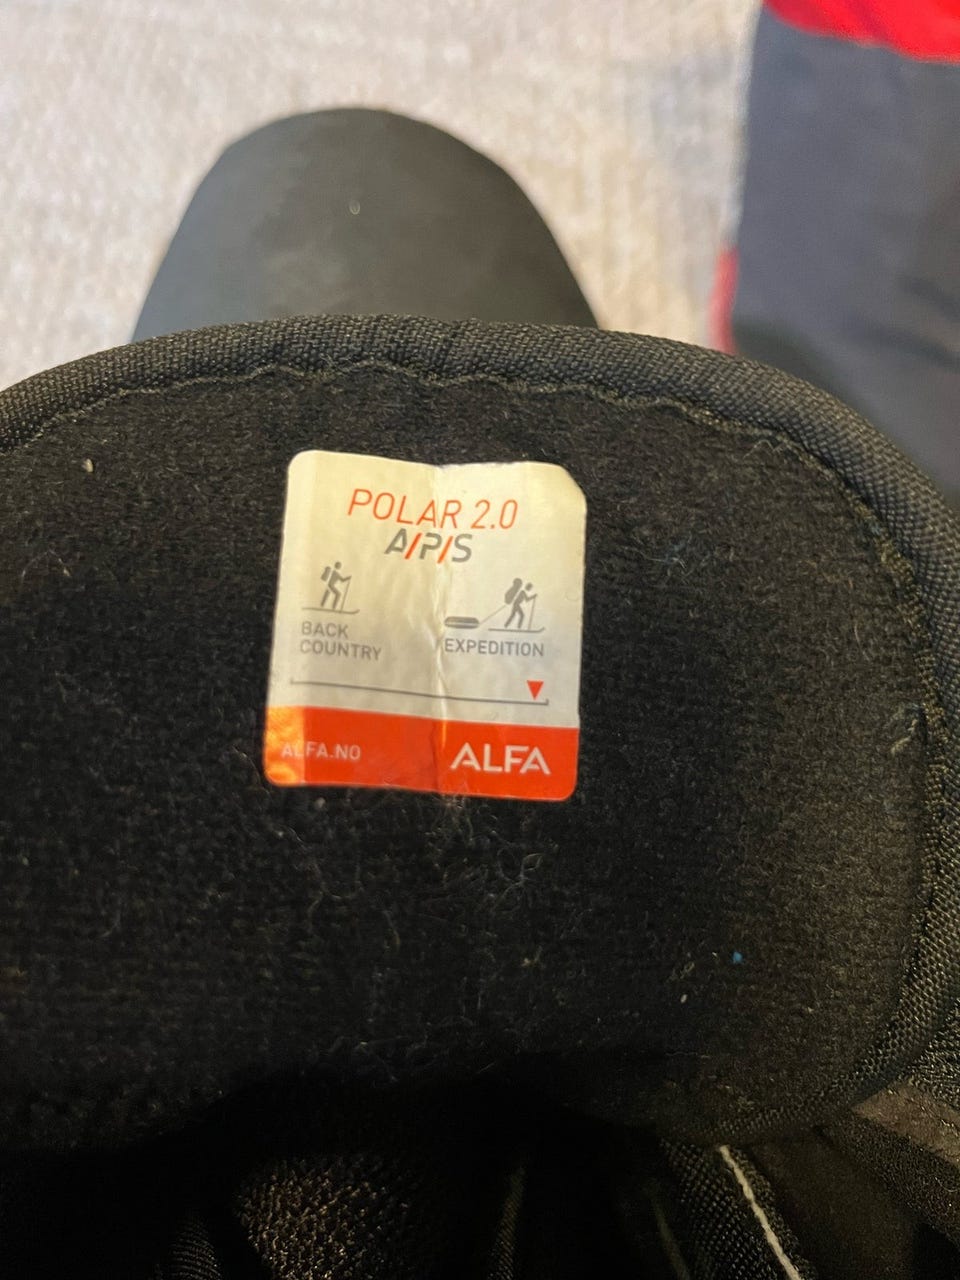 POLAR 2.0
A/P/S
BACK
COUNTRY
EXPEDITION
ALFA.NO
ALFA